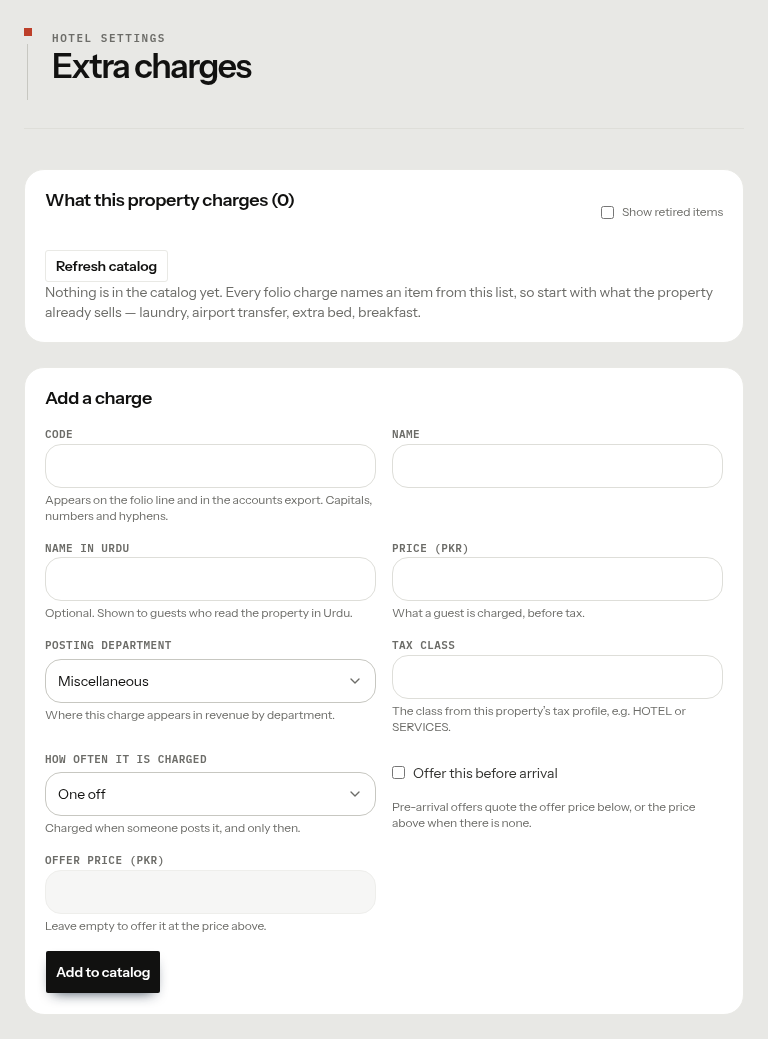 HOTEL SETTINGS
Extra charges
What this property charges (0)
Show retired items
Refresh catalog
Nothing is in the catalog yet. Every folio charge names an item from this list, so start with what the property
already sells — laundry, airport transfer, extra bed, breakfast.
Add a charge
CODE
Appears on the folio line and in the accounts export. Capitals,
numbers and hyphens.
NAME
NAME IN URDU
Optional. Shown to guests who read the property in Urdu.
PRICE (PKR)
What a guest is charged, before tax.
POSTING DEPARTMENT
Miscellaneous
Where this charge appears in revenue by department.
TAX CLASS
The class from this property's tax profile, e.g. HOTEL or
SERVICES.
HOW OFTEN IT IS CHARGED
One off
Charged when someone posts it, and only then.
Offer this before arrival
Pre-arrival offers quote the offer price below, or the price
above when there is none.
OFFER PRICE (PKR)
Leave empty to offer it at the price above.
Add to catalog